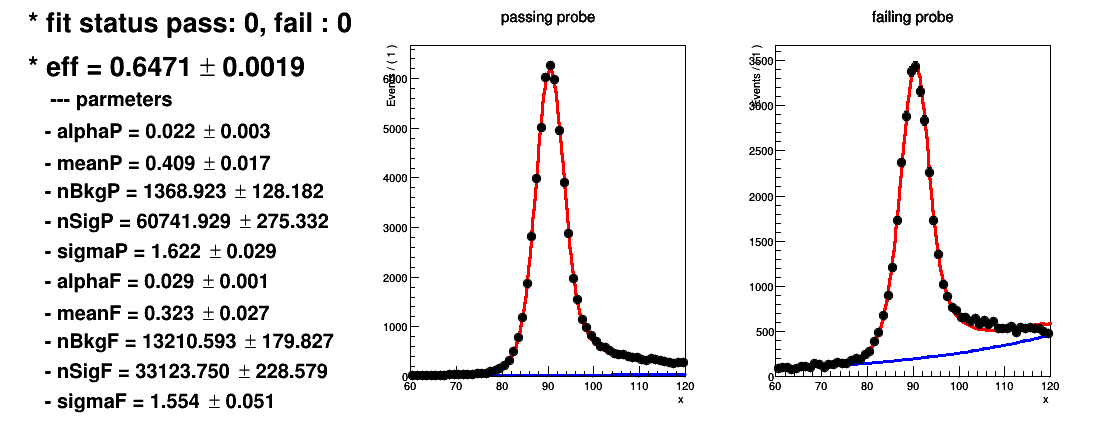 * fit status pass: 0, fail : 0
* eff = 0.6471 ± 0.0019
--- parmeters
- alphaP = 0.022 ± 0.003
- meanP = 0.409 ± 0.017
- nBkgP = 1368.923 ± 128.182
- nSigP = 60741.929 ± 275.332
- sigmaP = 1.622 ± 0.029
- alphaF = 0.029 ± 0.001
- meanF = 0.323 ± 0.027
- nBkgF = 13210.593 ± 179.827
- nSigF = 33123.750 ± 228.579
- sigmaF = 1.554 ± 0.051
passing probe
Events / ( 1 )
6000
5000
4000
3000
2000
1000
0
60 70 80 90 100 110 120
x
failing probe
Events / ( 1 )
3500
3000
2500
2000
1500
1000
500
0
60 70 80 90 100 110 120
x